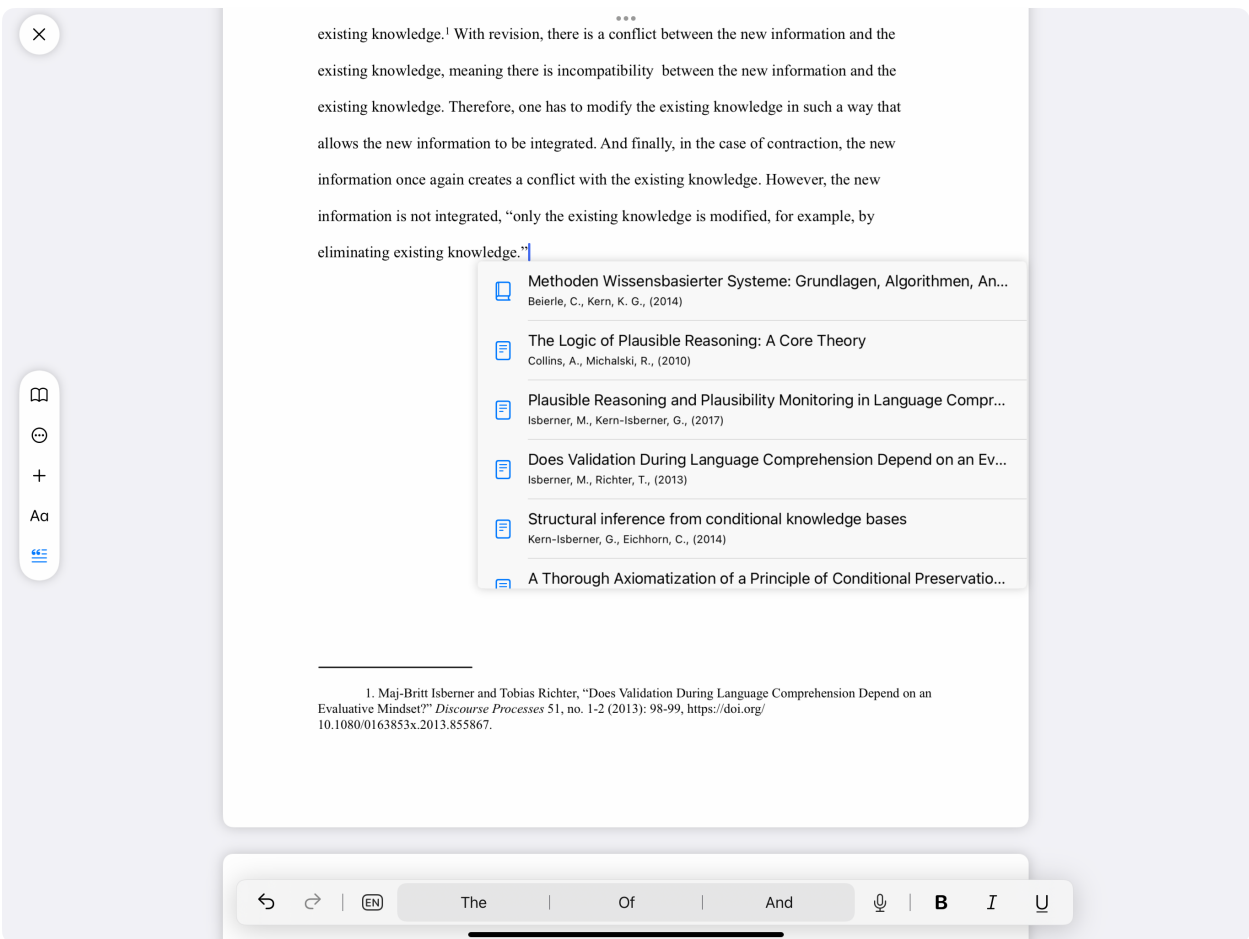 existing knowledge.¹ With revision, there is a conflict between the new information and the
existing knowledge, meaning there is incompatibility  between the new information and the
existing knowledge. Therefore, one has to modify the existing knowledge in such a way that
allows the new information to be integrated. And finally, in the case of contraction, the new
information once again creates a conflict with the existing knowledge. However, the new
information is not integrated, “only the existing knowledge is modified, for example, by
eliminating existing knowledge.”
Methoden Wissensbasierter Systeme: Grundlagen, Algorithmen, An...
Beierle, C., Kern, K. G., (2014)
The Logic of Plausible Reasoning: A Core Theory
Collins, A., Michalski, R., (2010)
Plausible Reasoning and Plausibility Monitoring in Language Compr...
Isberner, M., Kern-Isberner, G., (2017)
Does Validation During Language Comprehension Depend on an Ev...
Isberner, M., Richter, T., (2013)
Structural inference from conditional knowledge bases
Kern-Isberner, G., Eichhorn, C., (2014)
A Thorough Axiomatization of a Principle of Conditional Preservatio...
Aa
1. Maj-Britt Isberner and Tobias Richter, “Does Validation During Language Comprehension Depend on an
Evaluative Mindset?” Discourse Processes 51, no. 1-2 (2013): 98-99, https://doi.org/
10.1080/0163853x.2013.855867.
EN The Of And B I U